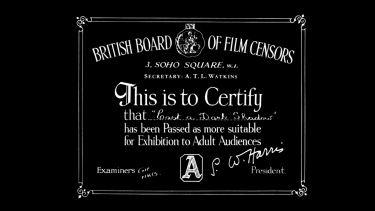 BRITISH BOARD OF FILM CENSORS
3, SOHO SQUARE, W.1.
SECRETARY: A. T. L. WATKINS
This is to Certify
that "Cast a Dark Shadow"
has been Passed as more suitable
for Exhibition to Adult Audiences
A
S. W. Harris
Examiners
President.